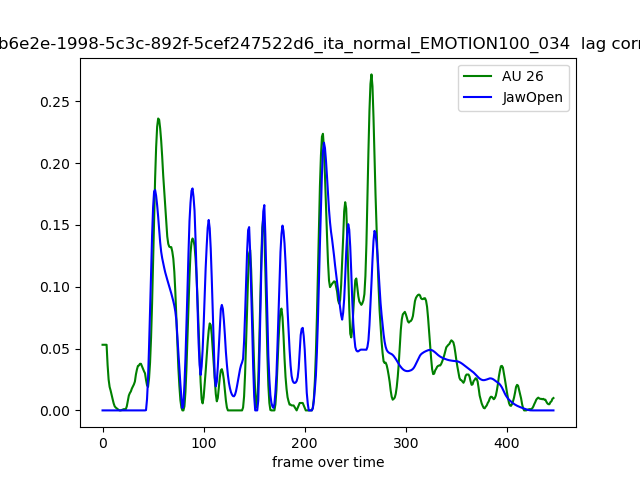 b6e2e-1998-5c3c-892f-5cef247522d6_ita_normal_EMOTION100_034 lag corr
AU 26
JawOpen
0.25
0.20
0.15
0.10
0.05
0.00
0 100 200 300 400
frame over time